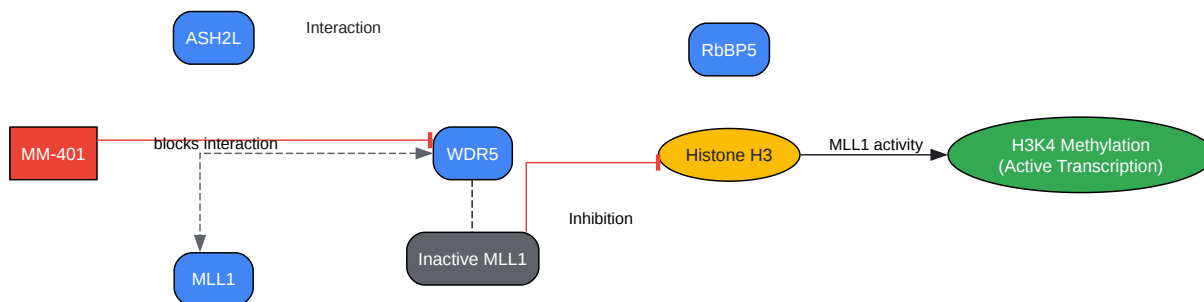 ASH2L
Interaction
RbBP5
MM-401
blocks interaction
WDR5
Histone H3
MLL1 activity
H3K4 Methylation
(Active Transcription)
Inhibition
Inactive MLL1
MLL1